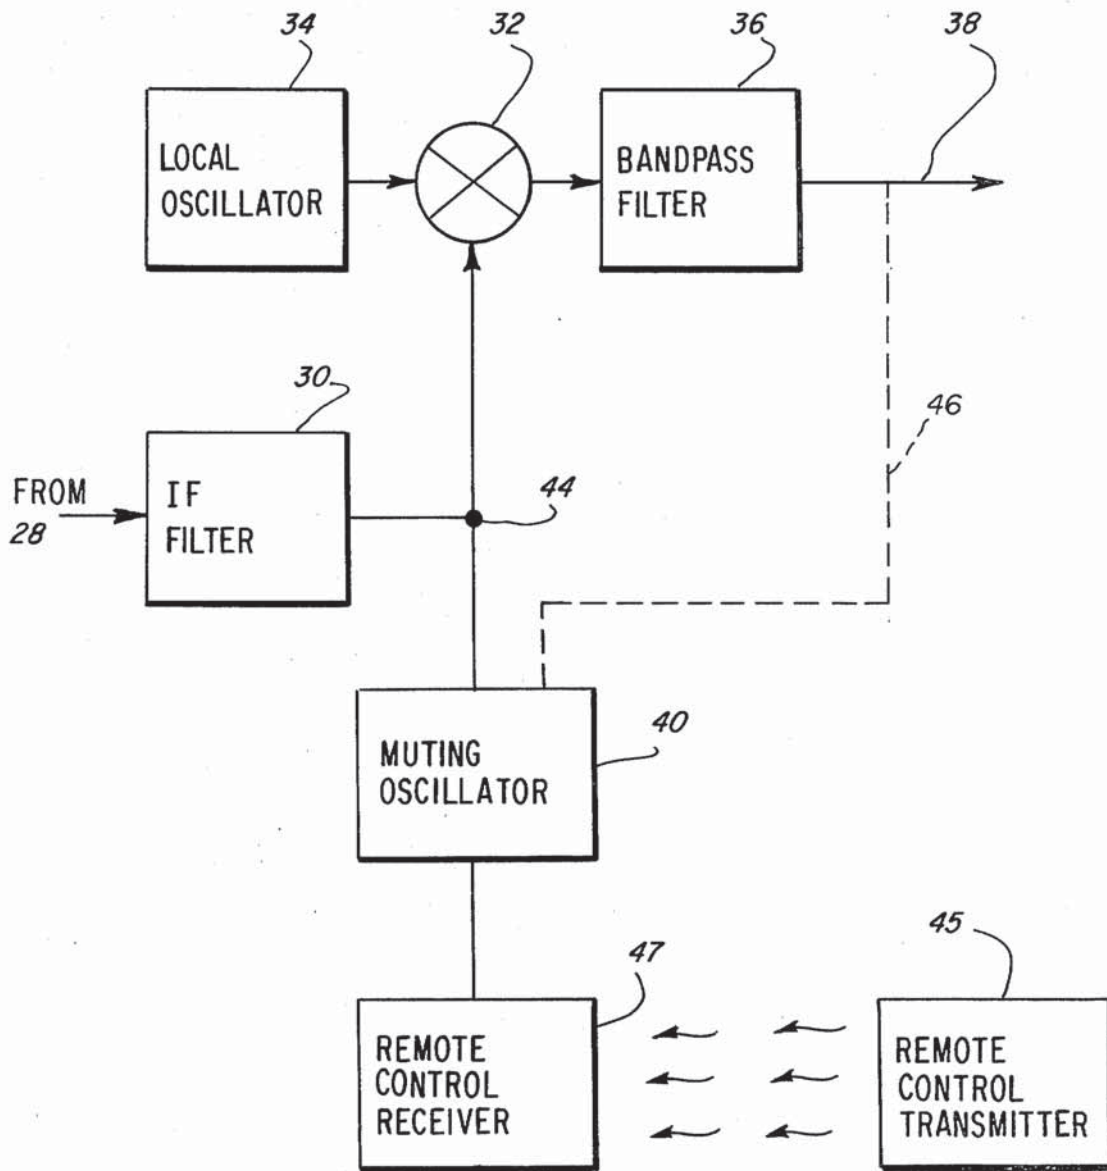 34
32
36
38
LOCAL
OSCILLATOR
BANDPASS
FILTER
30
46
FROM
28
IF
FILTER
44
MUTING
OSCILLATOR
40
47
45
REMOTE
CONTROL
RECEIVER
REMOTE
CONTROL
TRANSMITTER